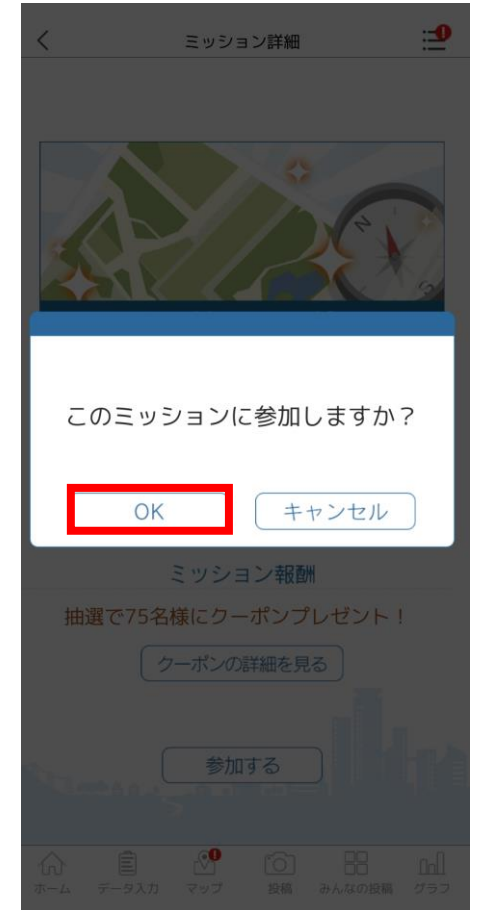 ミッション詳細
!
N
S
このミッションに参加しますか？
OK
キャンセル
ミッション報酬
抽選で75名様にクーポンプレゼント！
クーポンの詳細を見る
参加する
!
ホーム
データ入力
マップ
投稿
みんなの投稿
グラフ